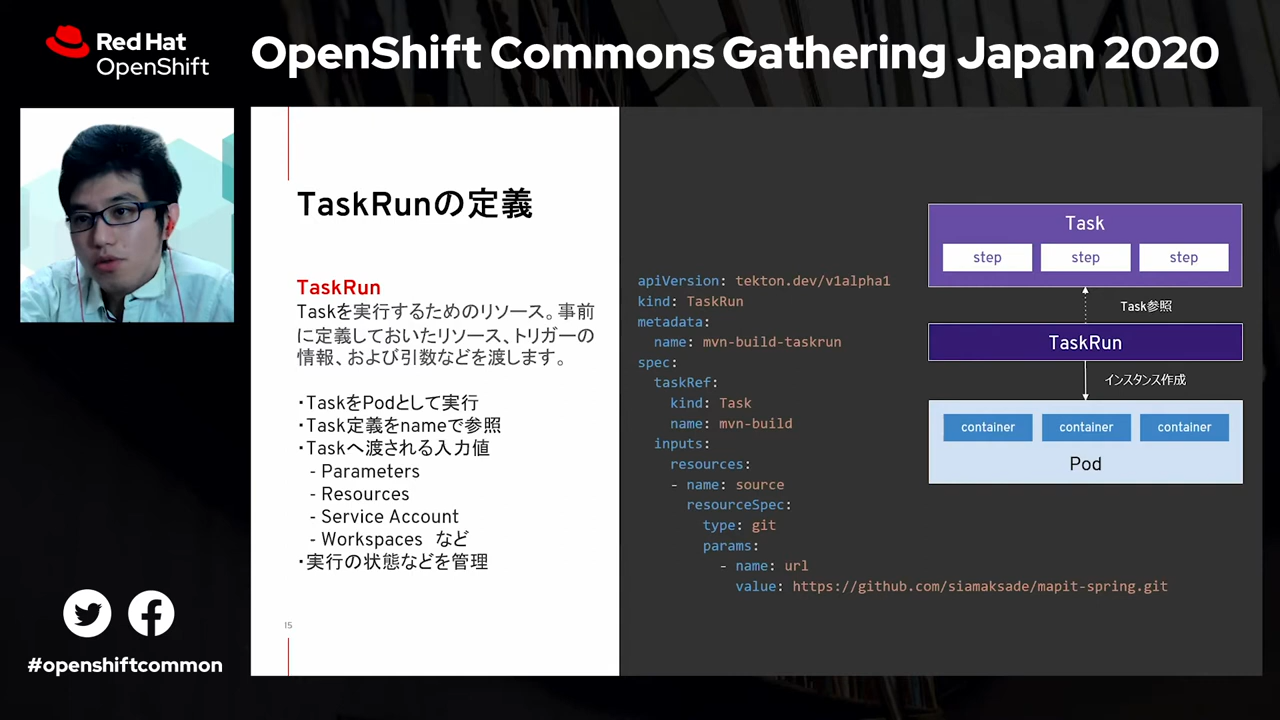 Red Hat
OpenShift
OpenShift Commons Gathering Japan 2020
TaskRunの定義
TaskRun
Taskを実行するためのリソース。事前
に定義しておいたリソース、トリガーの
情報、および引数などを渡します。
・TaskをPodとして実行
・Task定義をnameで参照
・Taskへ渡される入力値
- Parameters
- Resources
- Service Account
- Workspaces など
・実行の状態などを管理
15
apiVersion: tekton.dev/v1alpha1
kind: TaskRun
metadata:
  name: mvn-build-taskrun
spec:
  taskRef:
    kind: Task
    name: mvn-build
  inputs:
    resources:
    - name: source
      resourceSpec:
        type: git
        params:
          - name: url
            value: https://github.com/siamaksade/mapit-spring.git
Task
step step step
Task参照
TaskRun
インスタンス作成
container container container
Pod
#openshiftcommon